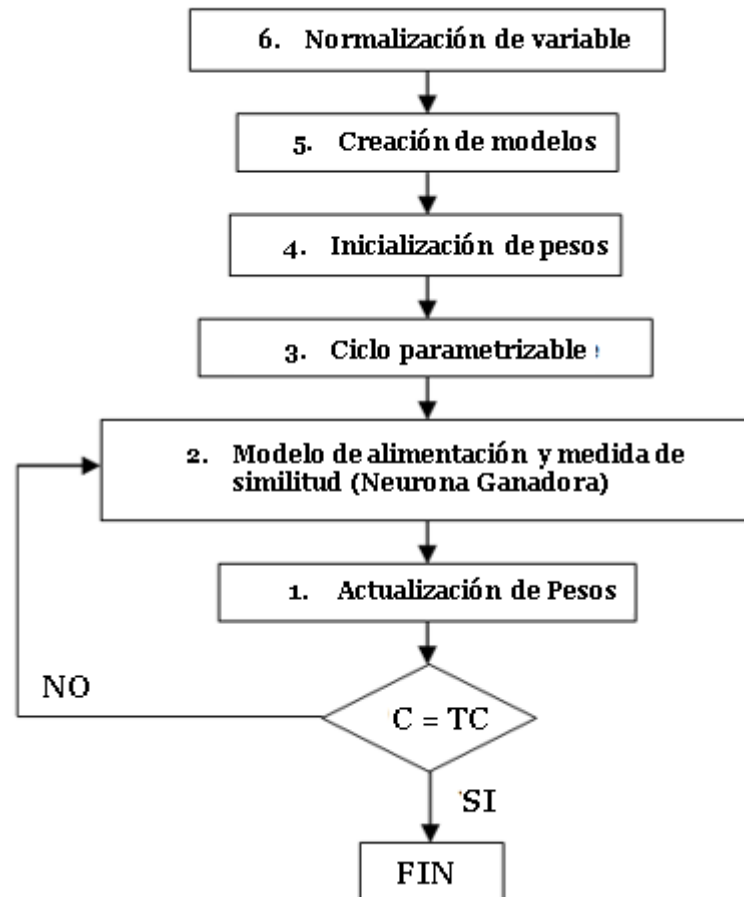 6. Normalización de variable
5. Creación de modelos
4. Inicialización de pesos
3. Ciclo parametrizable
2. Modelo de alimentación y medida de
similitud (Neurona Ganadora)
1. Actualización de Pesos
NO
C = TC
SI
FIN